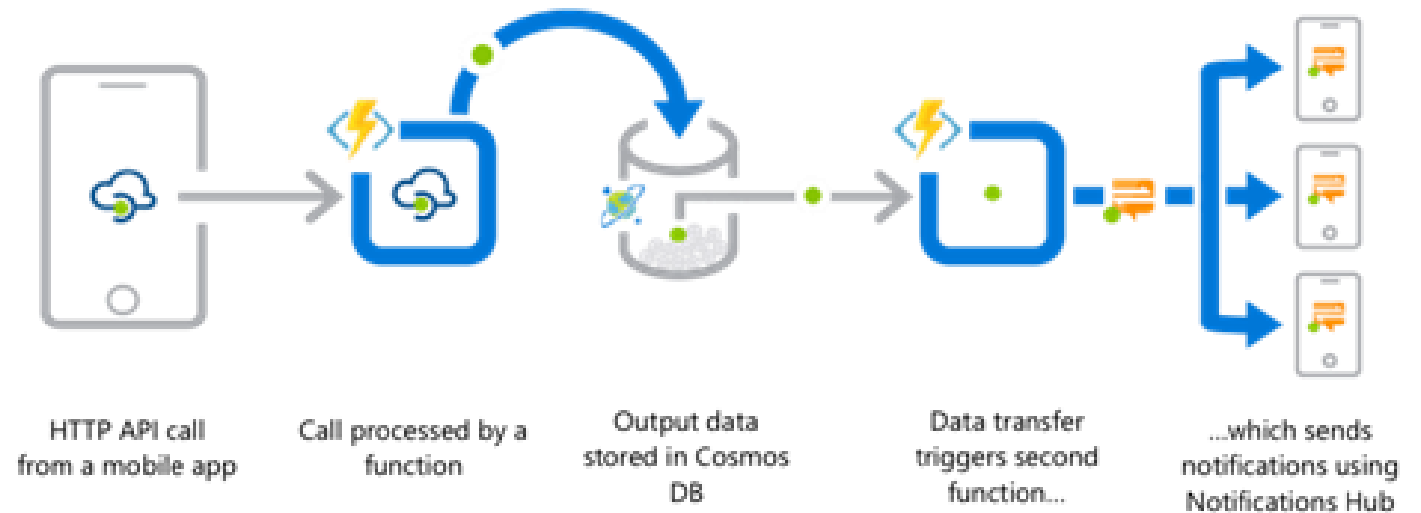 HTTP API call
from a mobile app
Call processed by a
function
Output data
stored in Cosmos
DB
Data transfer
triggers second
function...
...which sends
notifications using
Notifications Hub